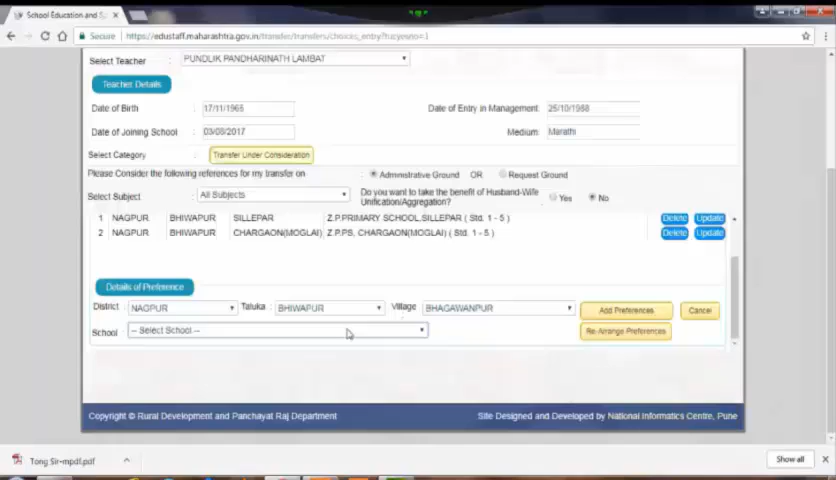 School Education and S
Secure https://edustaff.maharashtra.gov.in/transfer/transfers/choices_entry?tucyesno=1
Select Teacher : PUNDLIK PANDHARINATH LAMBAT
Teacher Details
Date of Birth : 17/11/1965 Date of Entry in Management: 25/10/1988
Date of Joining School : 03/06/2017 Medium: Marathi
Select Category : Transfer Under Consideration
Please Consider the following references for my transfer on : Administrative Ground OR Request Ground
Select Subject : All Subjects Do you want to take the benefit of Husband-Wife Unification/Aggregation? Yes No
1 NAGPUR BHIWAPUR SILLEPAR Z.P.PRIMARY SCHOOL,SILLEPAR ( Std. 1 - 5 ) Delete Update
2 NAGPUR BHIWAPUR CHARGAON(MOGLAI) Z.P.PS, CHARGAON(MOGLAI) ( Std. 1 - 5 ) Delete Update
Details of Preference
District : NAGPUR Taluka : BHIWAPUR Village : BHAGAWANPUR Add Preferences Cancel
School : -- Select School -- Re-Arrange Preferences
Copyright © Rural Development and Panchayat Raj Department Site Designed and Developed by National Informatics Centre, Pune
Tong Sir-mpdf.pdf Show all